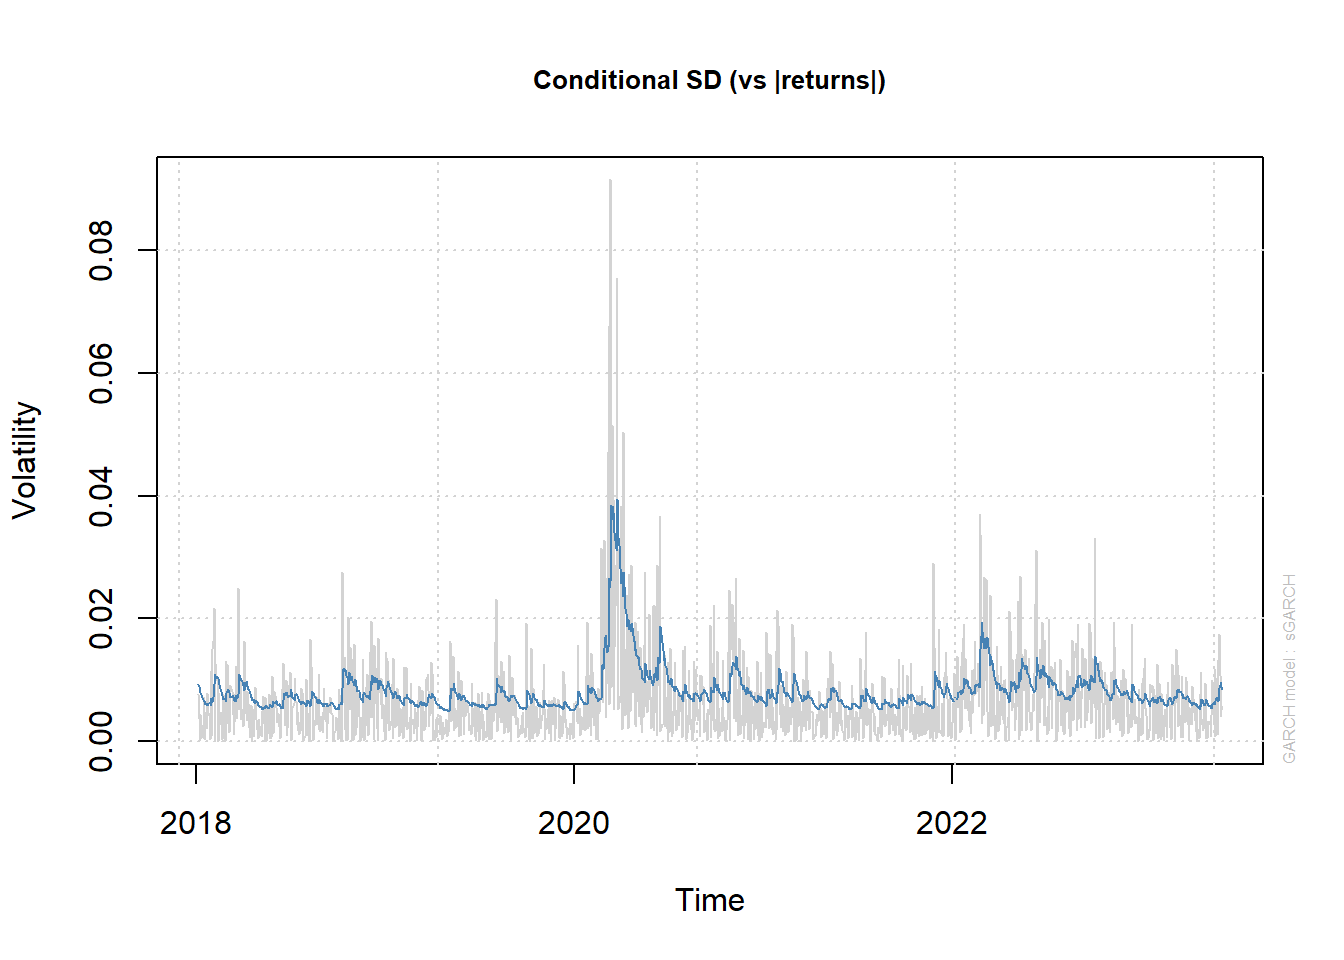 Conditional SD (vs |returns|)
Volatility
0.08
0.06
0.04
0.02
0.00
2018
2020
2022
Time
GARCH model : sGARCH